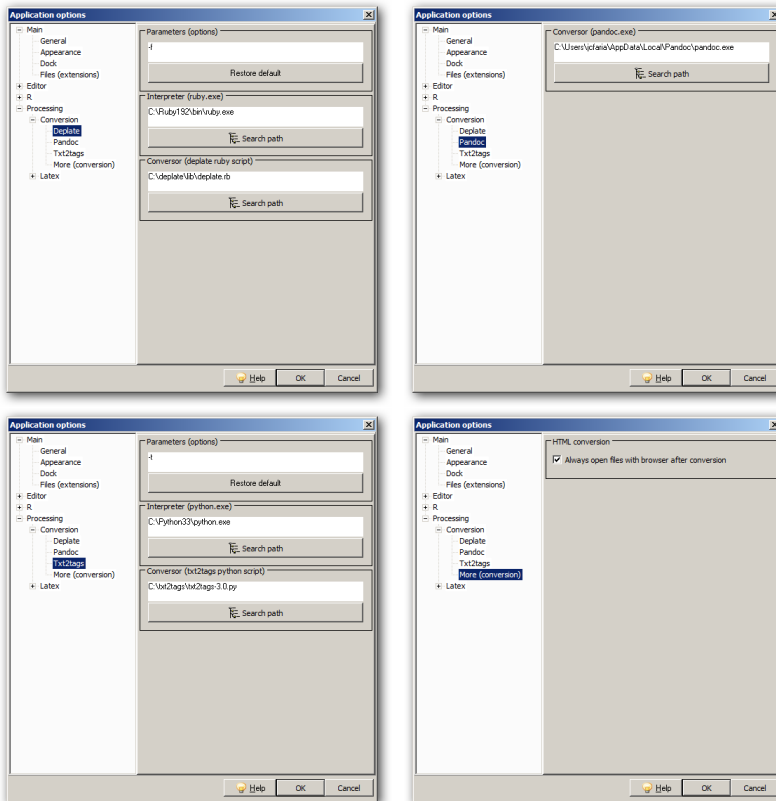 Application options
Main
General
Appearance
Dock
Files (extensions)
Editor
R
Processing
Conversion
Deplate
Pandoc
Txt2tags
More (conversion)
Latex
Parameters (options)
Restore default
Interpreter (ruby.exe)
C:\Ruby192\bin\ruby.exe
Search path
Conversor (deplate ruby script)
C:\deplate\lib\deplate.rb
Search path
Help
OK
Cancel
Application options
Main
General
Appearance
Dock
Files (extensions)
Editor
R
Processing
Conversion
Deplate
Pandoc
Txt2tags
More (conversion)
Latex
Conversor (pandoc.exe)
C:\Users\jcfaria\AppData\Local\Pandoc\pandoc.exe
Search path
Help
OK
Cancel
Application options
Main
General
Appearance
Dock
Files (extensions)
Editor
R
Processing
Conversion
Deplate
Pandoc
Txt2tags
More (conversion)
Latex
Parameters (options)
Restore default
Interpreter (python.exe)
C:\Python33\python.exe
Search path
Conversor (txt2tags python script)
C:\txt2tags\txt2tags-3.0.py
Search path
Help
OK
Cancel
Application options
Main
General
Appearance
Dock
Files (extensions)
Editor
R
Processing
Conversion
Deplate
Pandoc
Txt2tags
More (conversion)
Latex
HTML conversion
Always open files with browser after conversion
Help
OK
Cancel